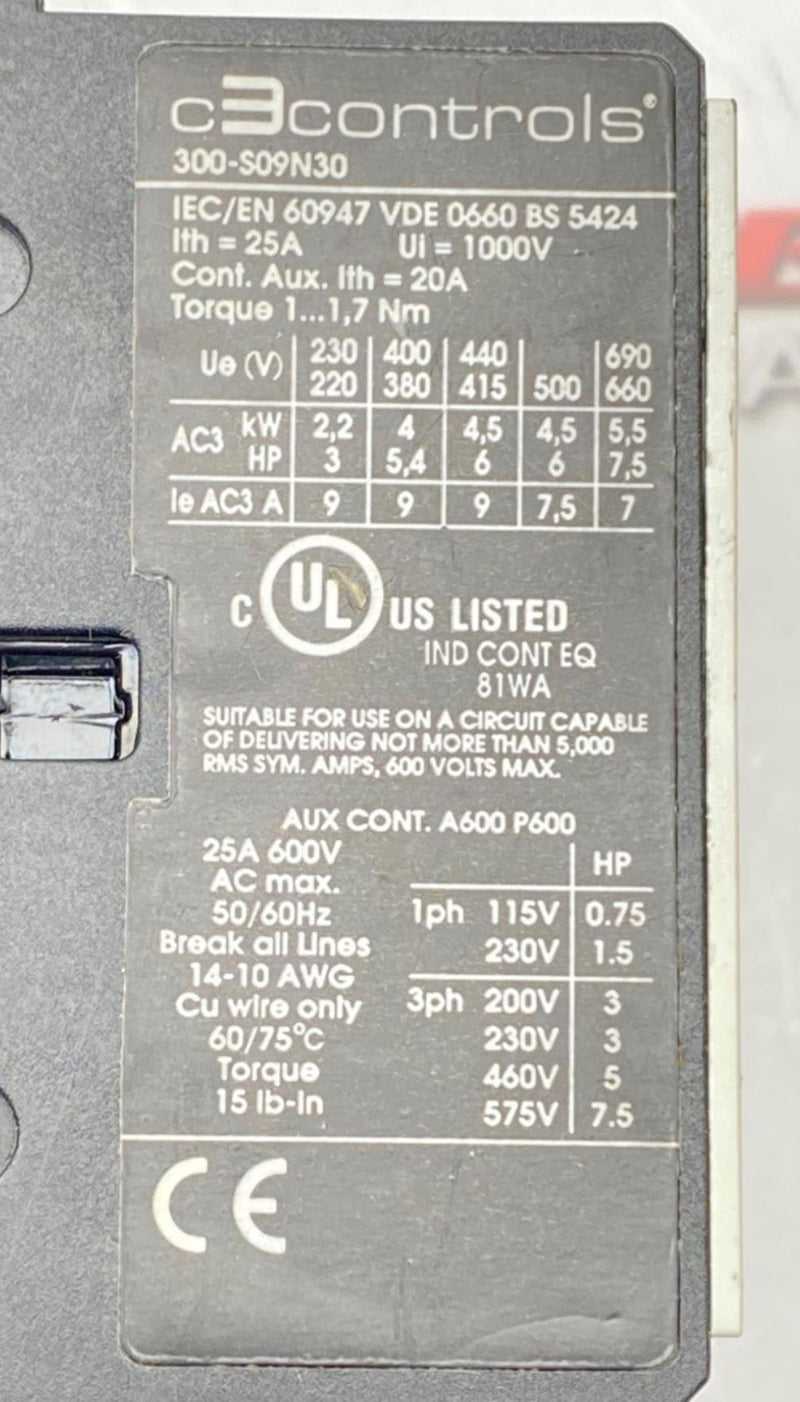 c3controls®
300-S09N30
IEC/EN 60947 VDE 0660 BS 5424
Ith = 25A Ui = 1000V
Cont. Aux. Ith = 20A
Torque 1...1,7 Nm
Ue (V) 230 220 400 380 440 415 500 690 660
AC3 kW 2,2 4 4,5 4,5 5,5
HP 3 5,4 6 6 7,5
Ie AC3 A 9 9 9 7,5 7
C UL US LISTED
IND CONT EQ
81WA
SUITABLE FOR USE ON A CIRCUIT CAPABLE
OF DELIVERING NOT MORE THAN 5,000
RMS SYM. AMPS, 600 VOLTS MAX.
AUX CONT. A600 P600
25A 600V
AC max.
50/60Hz
Break all Lines
14-10 AWG
Cu wire only
60/75°C
Torque
15 lb-in
HP
1ph 115V 0.75
230V 1.5
3ph 200V 3
230V 3
460V 5
575V 7.5
CE